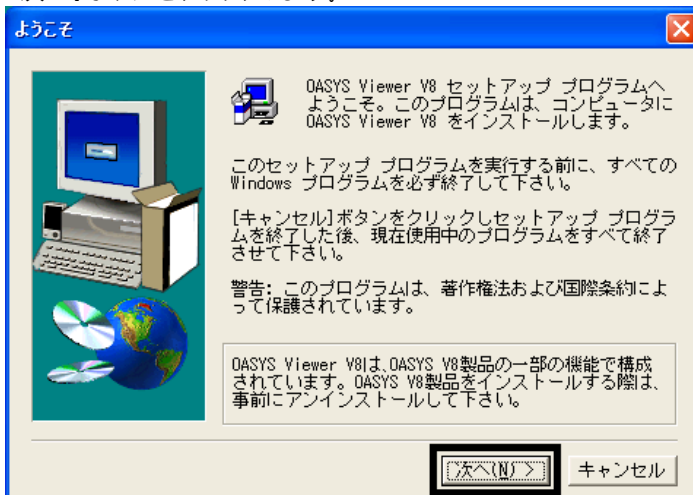 ようこそ
OASYS Viewer V8 セットアップ プログラムへ
ようこそ。このプログラムは、コンピュータに
OASYS Viewer V8 をインストールします。
このセットアップ プログラムを実行する前に、すべての
Windows プログラムを必ず終了して下さい。
[キャンセル]ボタンをクリックしセットアップ プログラ
ムを終了した後、現在使用中のプログラムをすべて終了
させて下さい。
警告: このプログラムは、著作権法および国際条約によ
って保護されています。
OASYS Viewer V8は、OASYS V8製品の一部の機能で構成
されています。OASYS V8製品をインストールする際は、
事前にアンインストールして下さい。
次へ(N) >
キャンセル